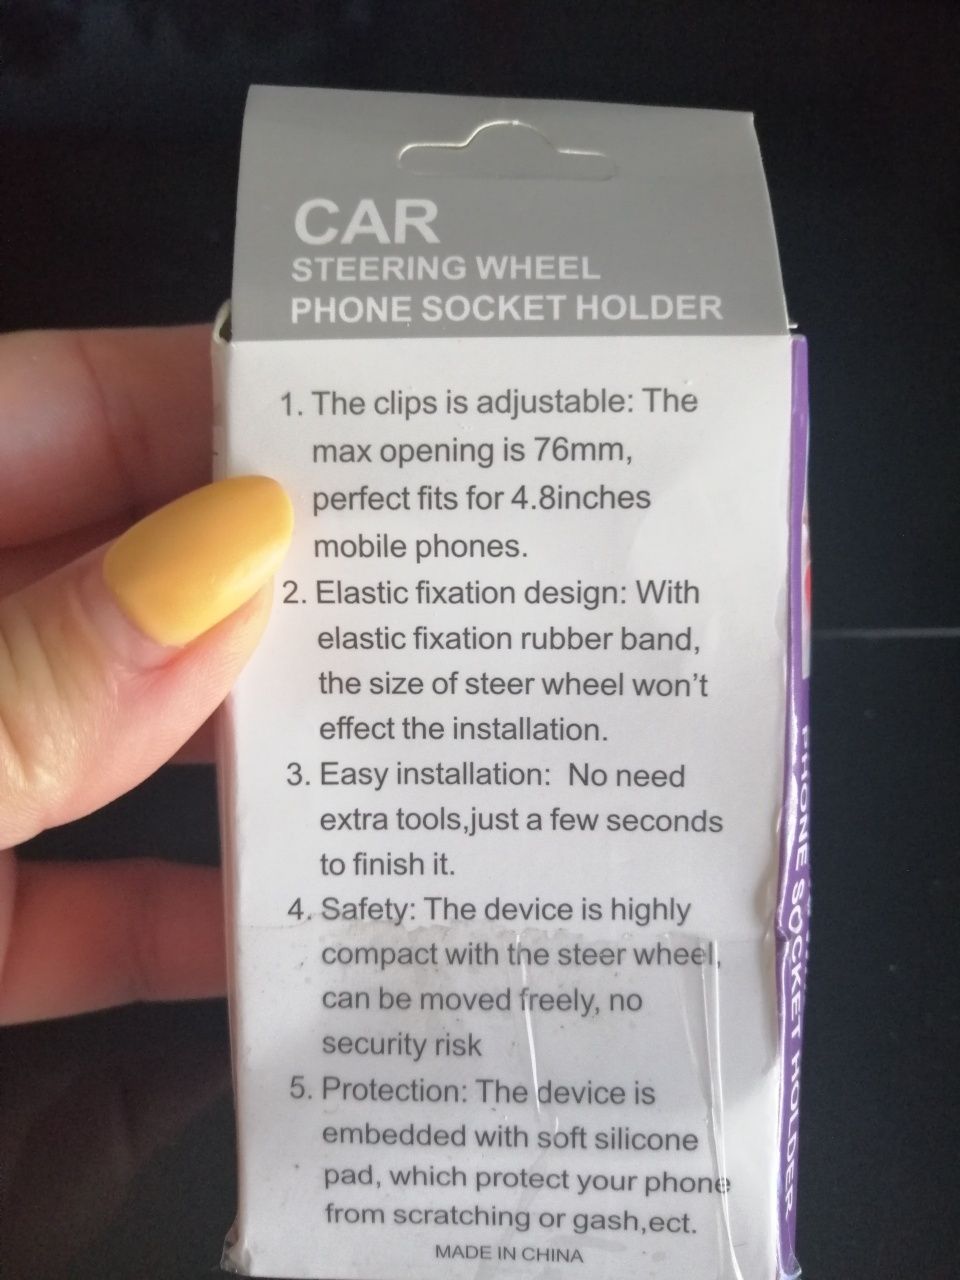 CAR
STEERING WHEEL
PHONE SOCKET HOLDER
1. The clips is adjustable: The
max opening is 76mm,
perfect fits for 4.8inches
mobile phones.
2. Elastic fixation design: With
elastic fixation rubber band,
the size of steer wheel won't
effect the installation.
3. Easy installation: No need
extra tools,just a few seconds
to finish it.
4. Safety: The device is highly
compact with the steer wheel,
can be moved freely, no
security risk
5. Protection: The device is
embedded with soft silicone
pad, which protect your phone
from scratching or gash,ect.
MADE IN CHINA
PHONE SOCKET HOLDER